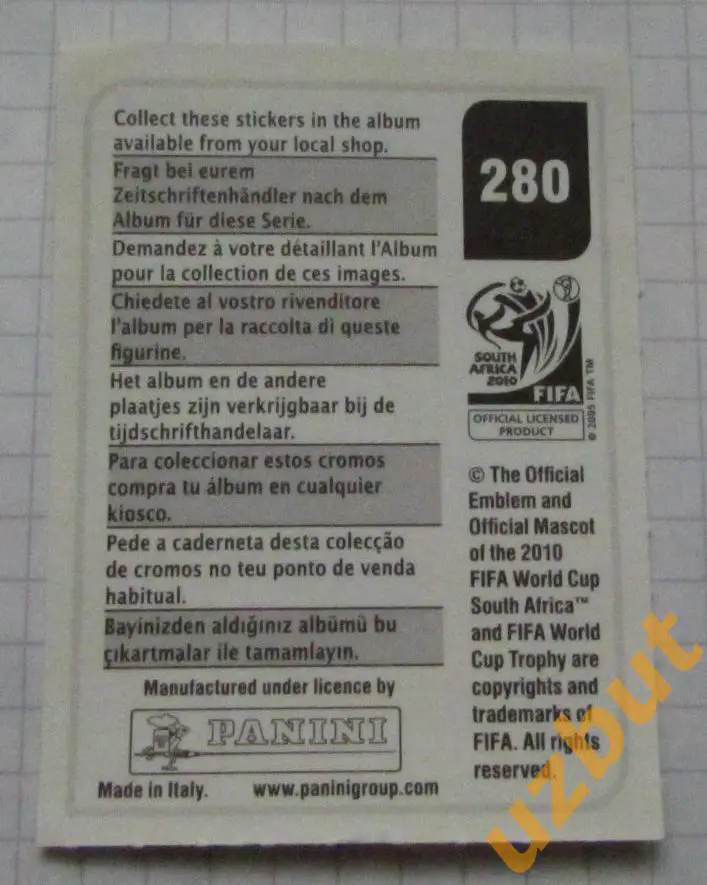 Collect these stickers in the album
available from your local shop.
Fragt bei eurem
Zeitschriftenhändler nach dem
Album für diese Serie.
Demandez à votre détaillant l'Album
pour la collection de ces images.
Chiedete al vostro rivenditore
l'album per la raccolta di queste
figurine.
Het album en de andere
plaatjes zijn verkrijgbaar bij de
tijdschrifthandelaar.
Para coleccionar estos cromos
compra tu álbum en cualquier
kiosco.
Pede a caderneta desta colecção
de cromos no teu ponto de venda
habitual.
Bayinizden aldığınız albümü bu
çıkartmalar ile tamamlayın.
Manufactured under licence by
PANINI
Made in Italy. www.paninigroup.com
280
SOUTH
AFRICA
2010
FIFA
© 2005 FIFA TM
OFFICIAL LICENSED
PRODUCT
© The Official
Emblem and
Official Mascot
of the 2010
FIFA World Cup
South Africa™
and FIFA World
Cup Trophy are
copyrights and
trademarks of
FIFA. All rights
reserved.
uzbut